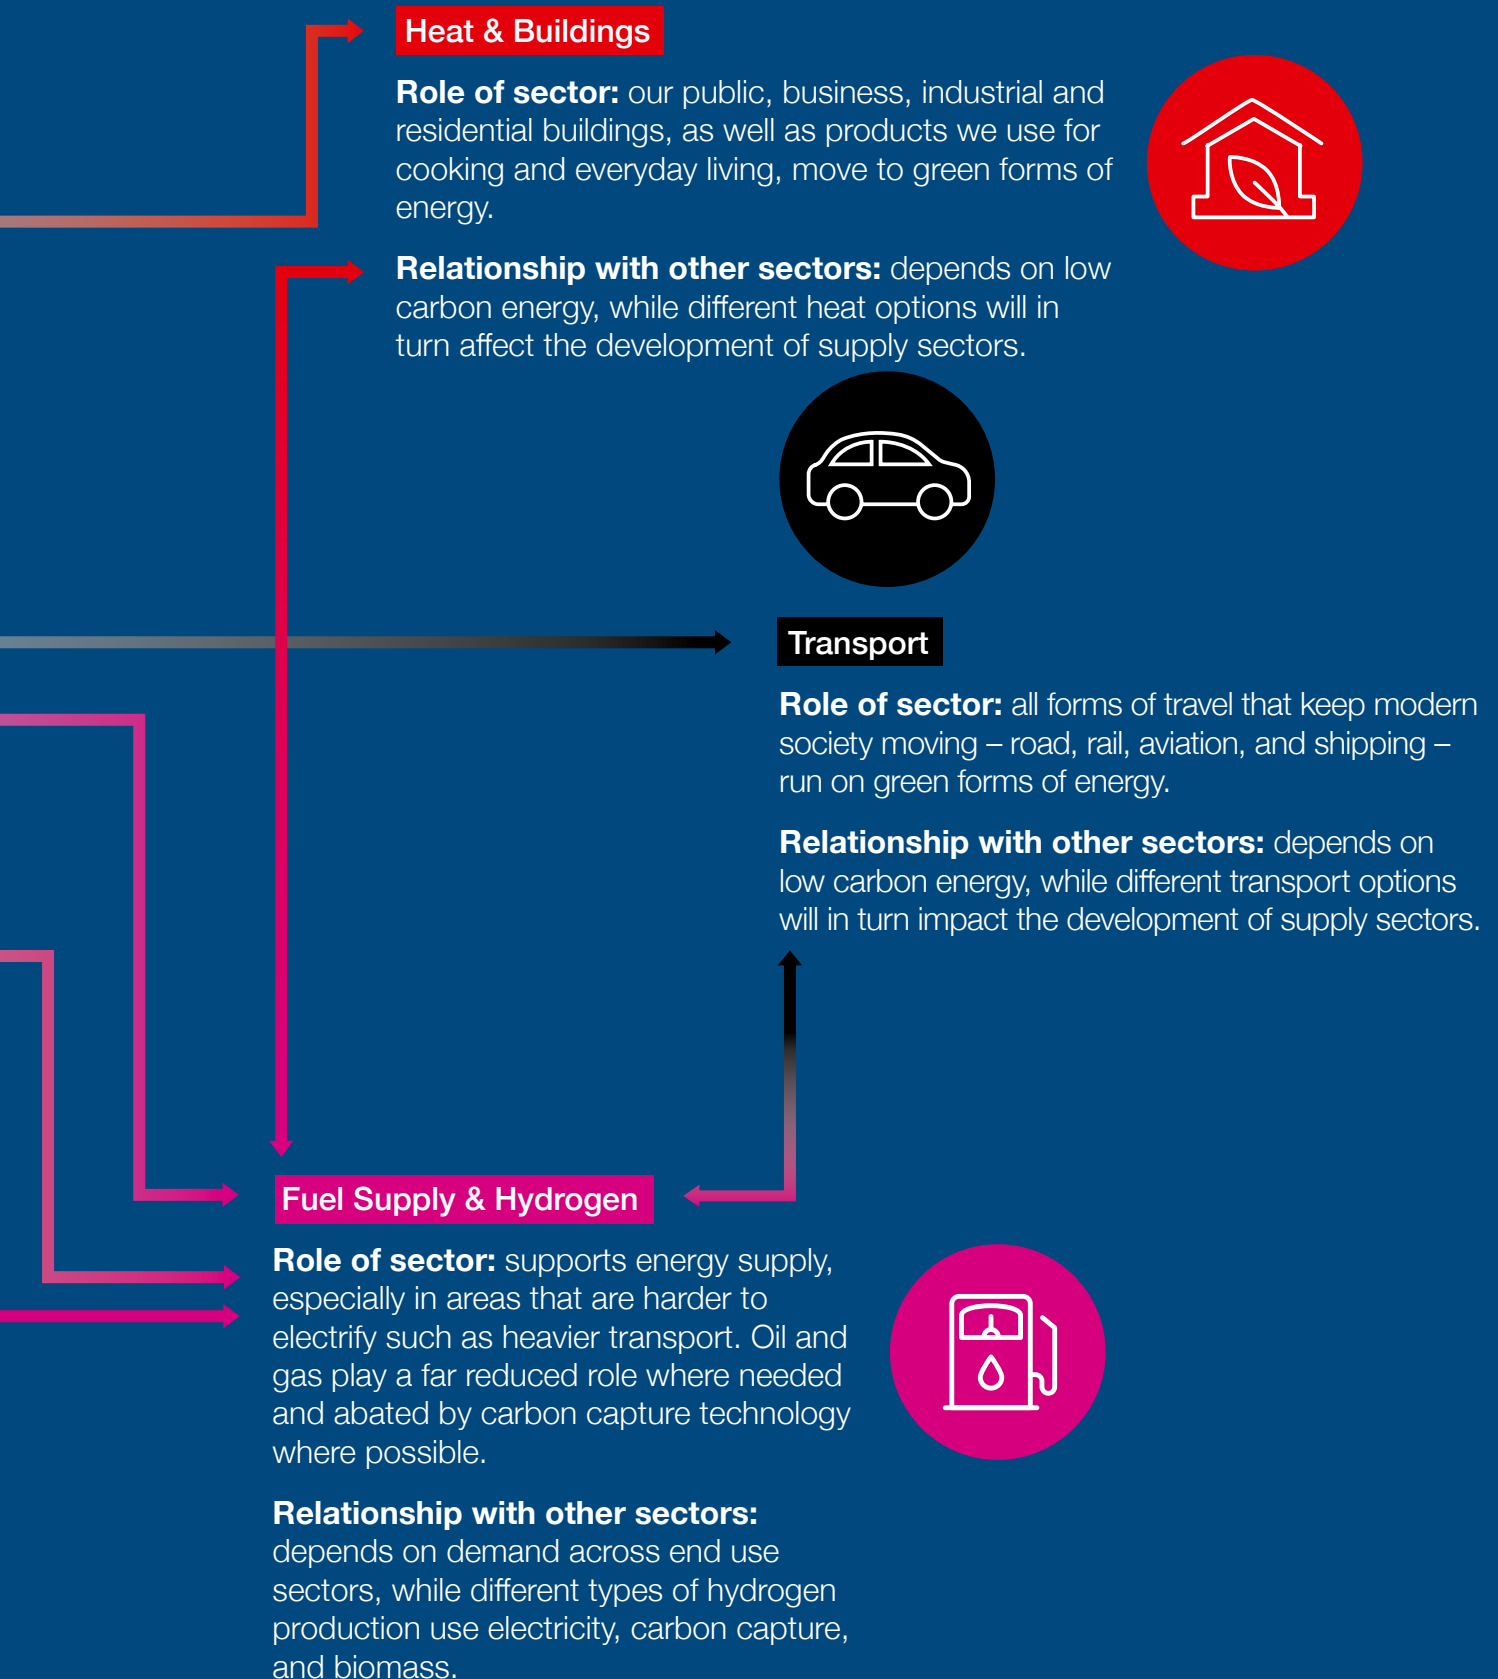 Heat & Buildings
Role of sector: our public, business, industrial and
residential buildings, as well as products we use for
cooking and everyday living, move to green forms of
energy.
Relationship with other sectors: depends on low
carbon energy, while different heat options will in
turn affect the development of supply sectors.
Transport
Role of sector: all forms of travel that keep modern
society moving – road, rail, aviation, and shipping –
run on green forms of energy.
Relationship with other sectors: depends on
low carbon energy, while different transport options
will in turn impact the development of supply sectors.
Fuel Supply & Hydrogen
Role of sector: supports energy supply,
especially in areas that are harder to
electrify such as heavier transport. Oil and
gas play a far reduced role where needed
and abated by carbon capture technology
where possible.
Relationship with other sectors:
depends on demand across end use
sectors, while different types of hydrogen
production use electricity, carbon capture,
and biomass.